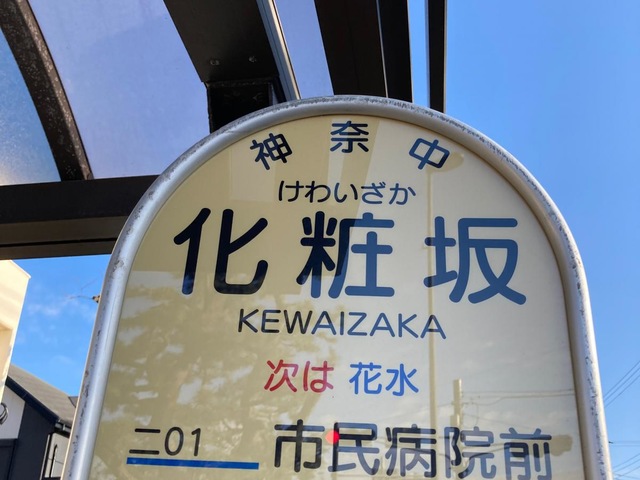 神奈中
けわいざか
化粧坂
KEWAIZAKA
次は 花水
二01 市民病院前